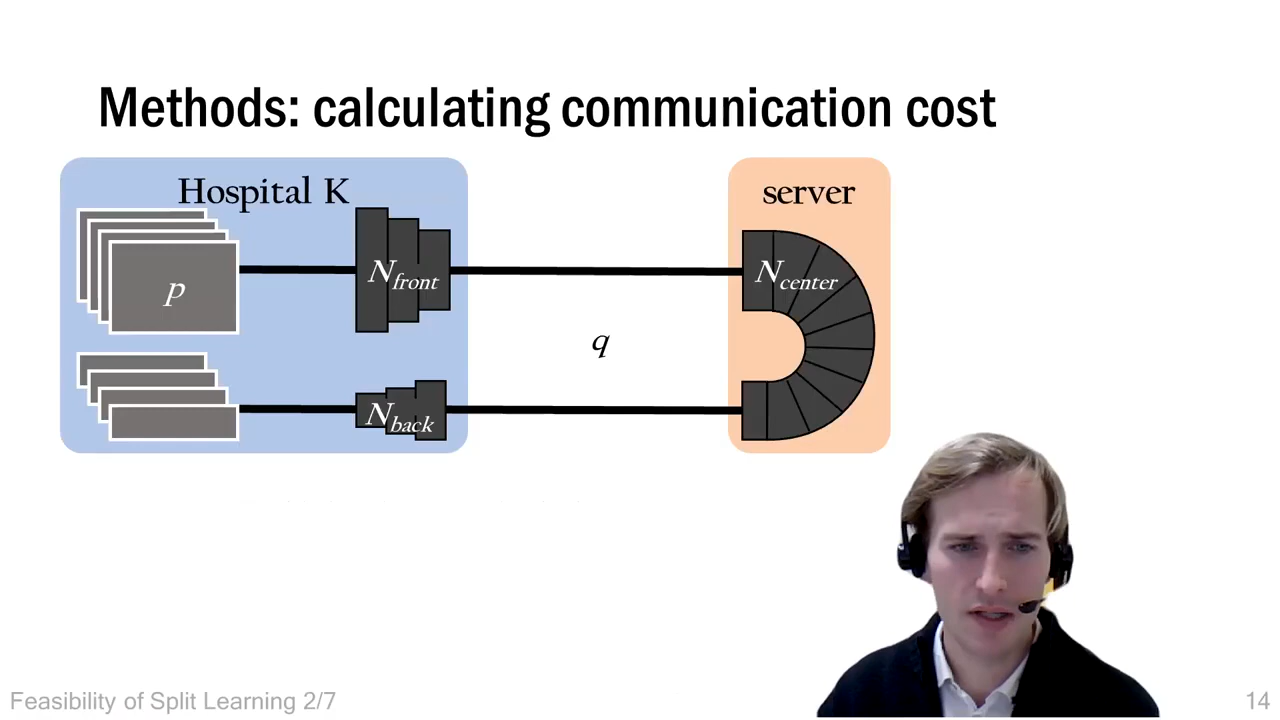 Methods: calculating communication cost
Hospital K
server
p
N_front
N_center
q
N_back
Feasibility of Split Learning 2/7
14